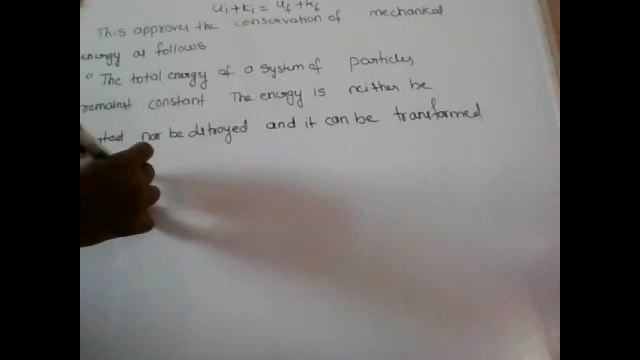 ui + ki = uf + kf
This approves the conservation of mechanical
energy as follows
" The total energy of a system of particles
remains constant The energy is neither be
nor be ditroyed and it can be transformed